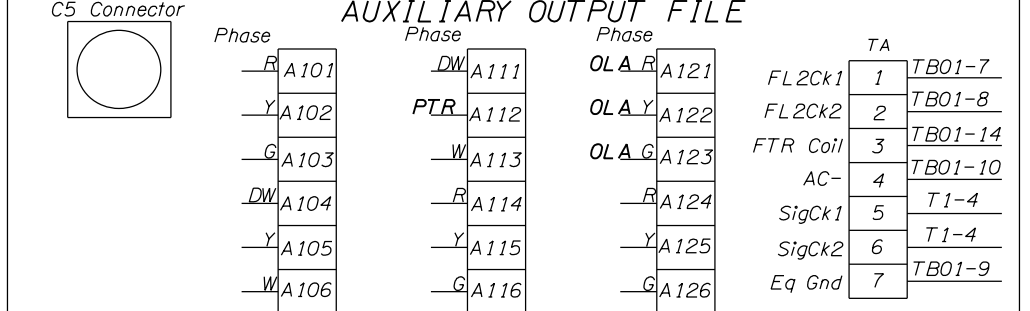 C5 Connector
AUXILIARY OUTPUT FILE
Phase Phase Phase
TA
R A101 DW A111 OLA R A121
FL2Ck1 1 TB01-7
Y A102 PTR A112 OLA Y A122
FL2Ck2 2 TB01-8
G A103 W A113 OLA G A123
FTR Coil 3 TB01-14
AC- 4 TB01-10
DW A104 R A114 R A124
SigCk1 5 T1-4
Y A105 Y A115 Y A125
SigCk2 6 T1-4
W A106 G A116 G A126
Eq Gnd 7 TB01-9